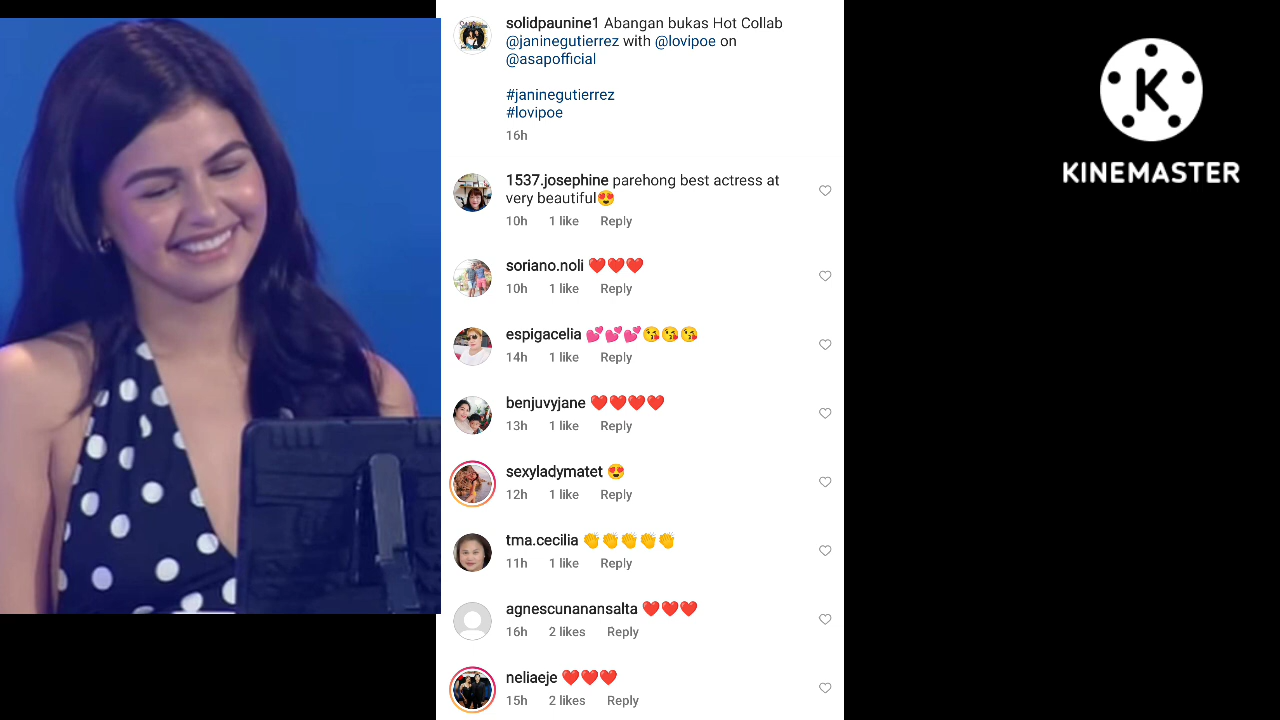 solidpaunine1 Abangan bukas Hot Collab
@janinegutierrez with @lovipoe on
@asapofficial
#janinegutierrez
#lovipoe
16h
1537.josephine parehong best actress at
very beautiful😍
10h 1 like Reply
soriano.noli ❤️❤️❤️
10h 1 like Reply
espigacelia 💕💕💕😘😘😘
14h 1 like Reply
benjuvyjane ❤️❤️❤️❤️
13h 1 like Reply
sexyladymatet 😍
12h 1 like Reply
tma.cecilia 👏👏👏👏👏
11h 1 like Reply
agnescunanansalta ❤️❤️❤️
16h 2 likes Reply
neliaeje ❤️❤️❤️
15h 2 likes Reply
K
KINEMASTER